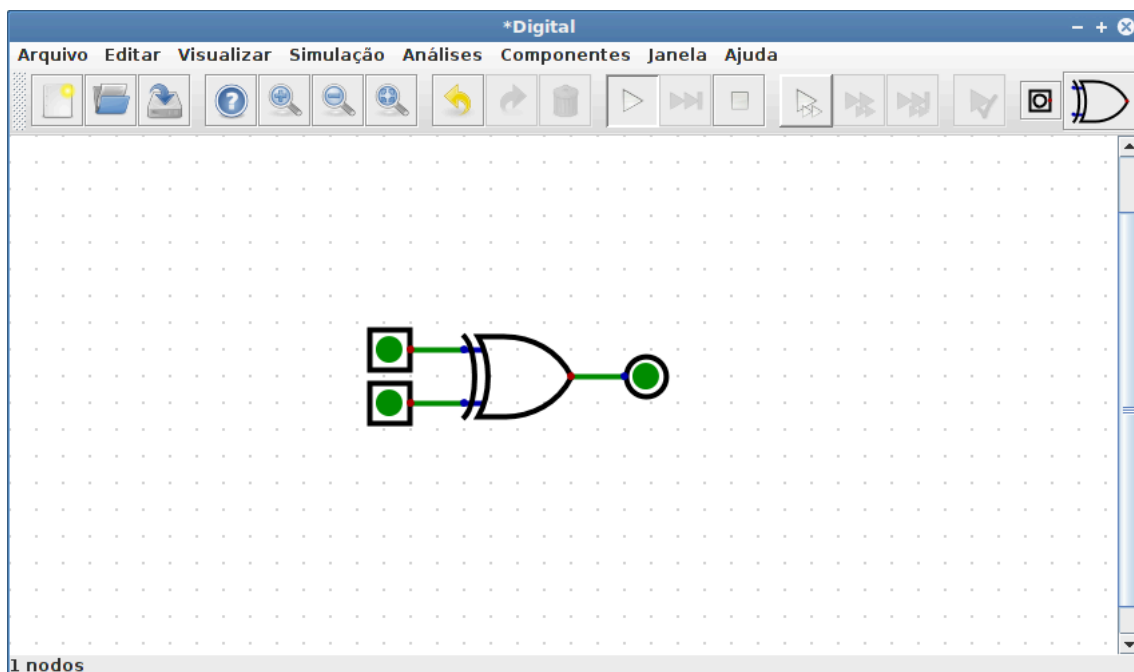 *Digital
Arquivo Editar Visualizar Simulação Análises Componentes Janela Ajuda
1 nodos